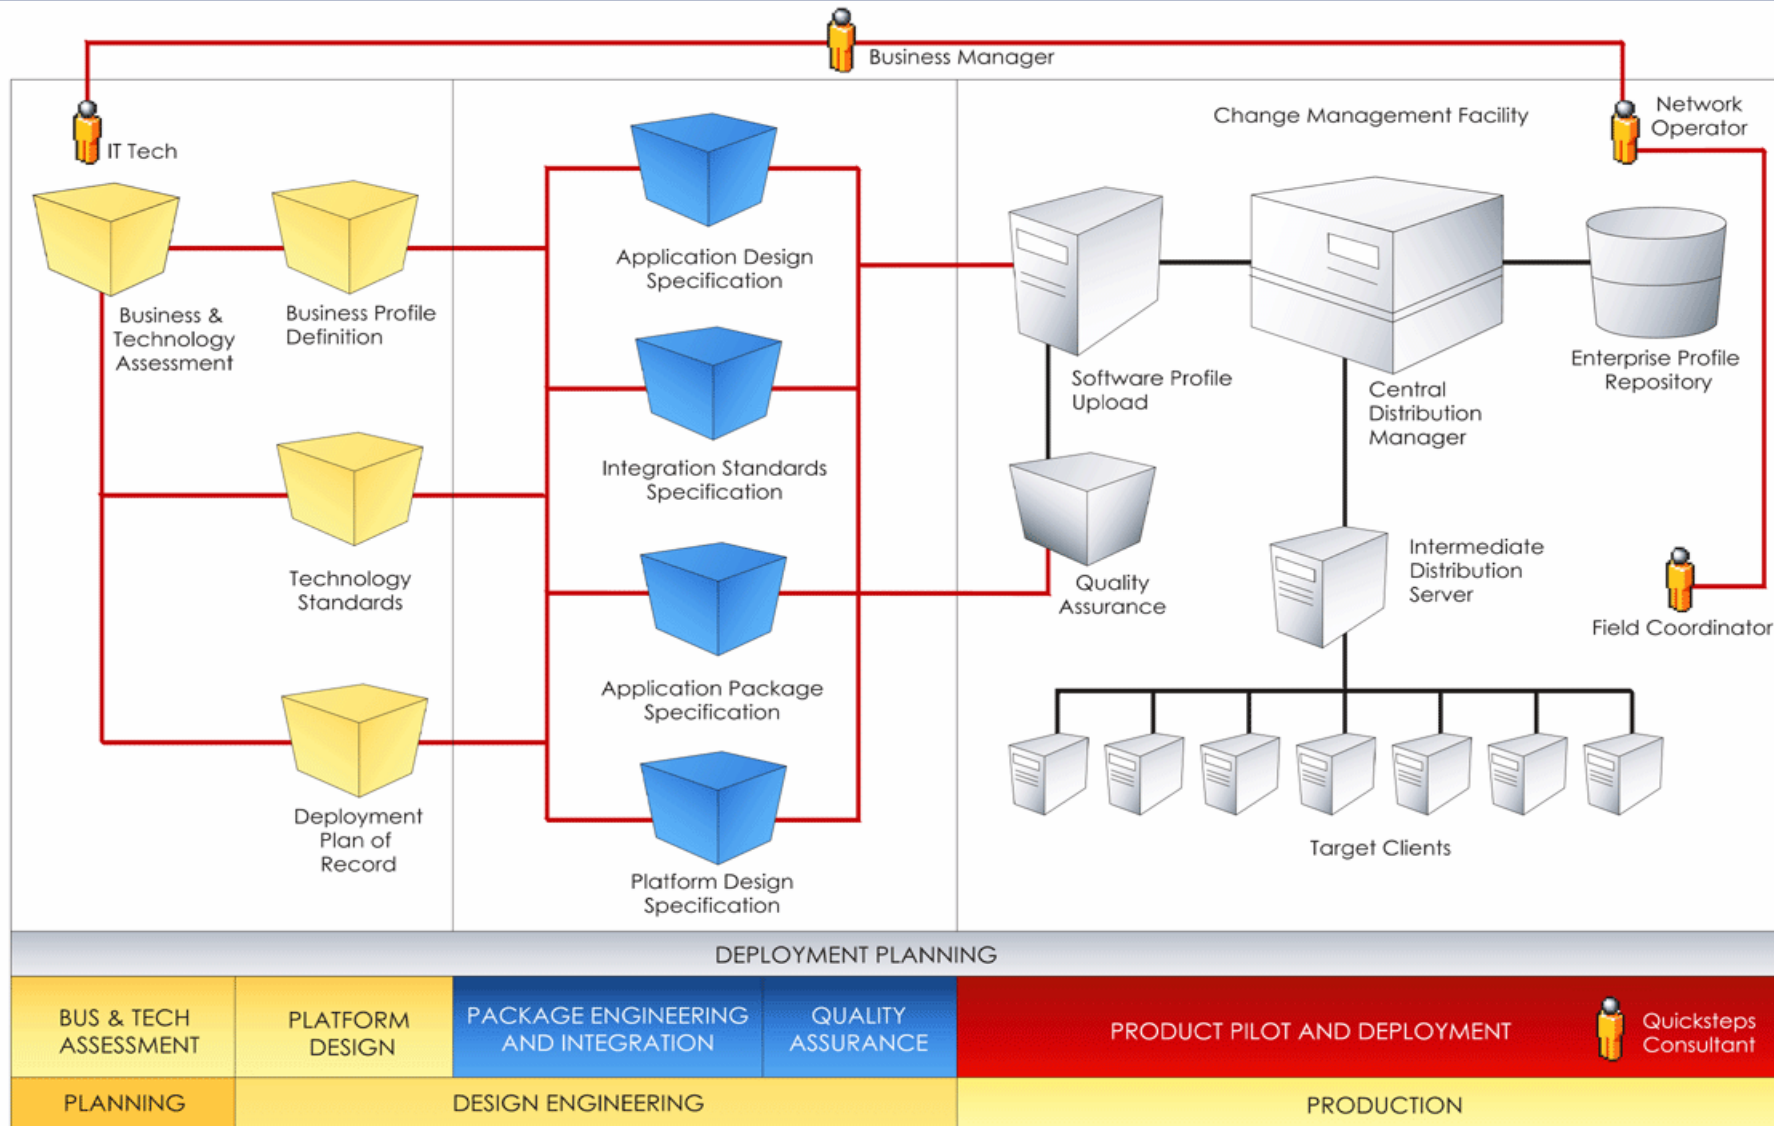 Business Manager
IT Tech
Change Management Facility
Network
Operator
Business &
Technology
Assessment
Business Profile
Definition
Application Design
Specification
Software Profile
Upload
Central
Distribution
Manager
Enterprise Profile
Repository
Integration Standards
Specification
Technology
Standards
Quality
Assurance
Intermediate
Distribution
Server
Field Coordinator
Application Package
Specification
Deployment
Plan of
Record
Platform Design
Specification
Target Clients
DEPLOYMENT PLANNING
BUS & TECH
ASSESSMENT
PLATFORM
DESIGN
PACKAGE ENGINEERING
AND INTEGRATION
QUALITY
ASSURANCE
PRODUCT PILOT AND DEPLOYMENT
Quicksteps
Consultant
PLANNING
DESIGN ENGINEERING
PRODUCTION